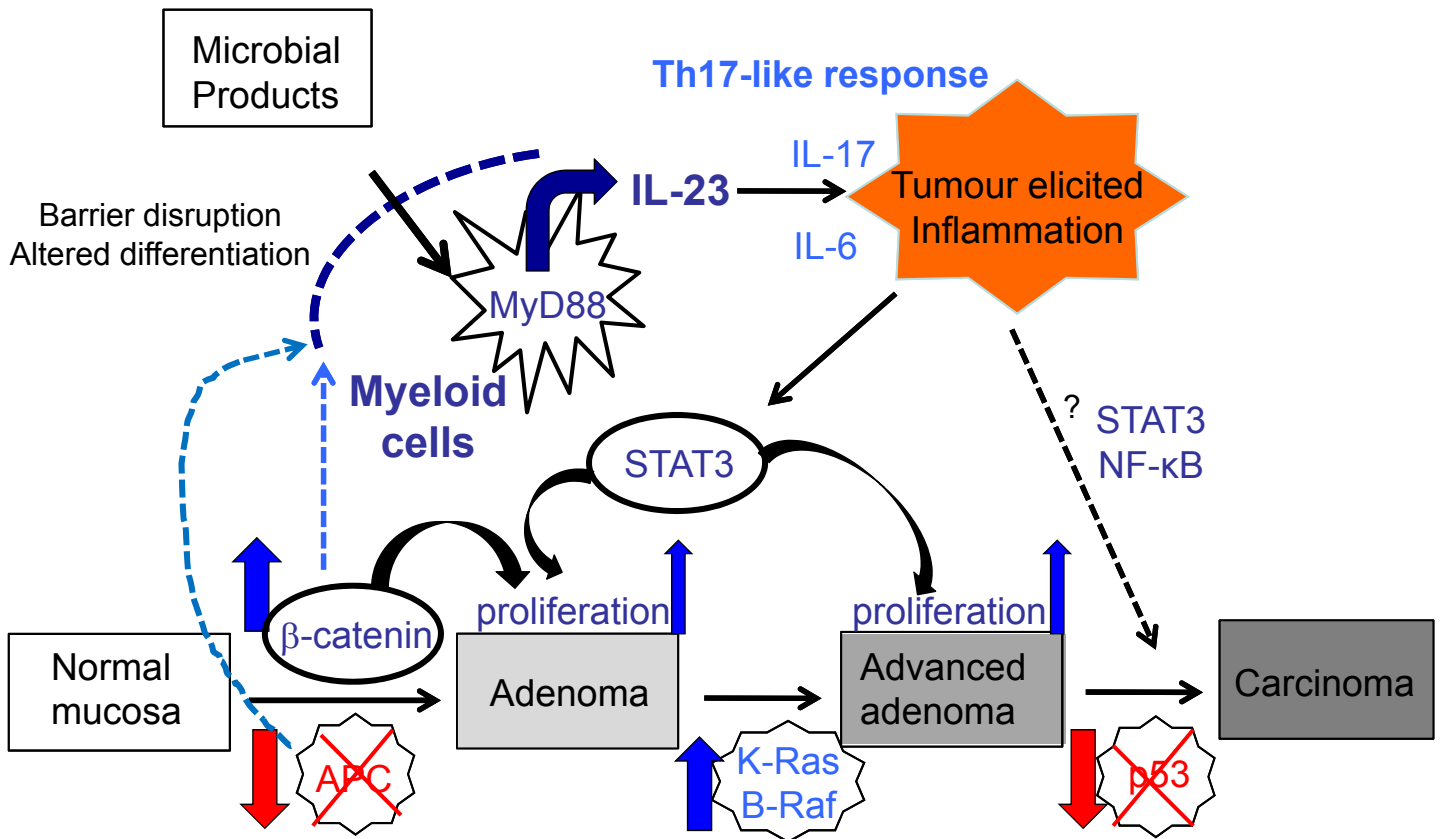 Microbial
Products
Th17-like response
IL-17
IL-23
Tumour elicited
Inflammation
IL-6
Barrier disruption
Altered differentiation
MyD88
Myeloid
cells
STAT3
?
STAT3
NF-κB
β-catenin
proliferation
proliferation
Normal
mucosa
Adenoma
Advanced
adenoma
Carcinoma
APC
K-Ras
B-Raf
p53